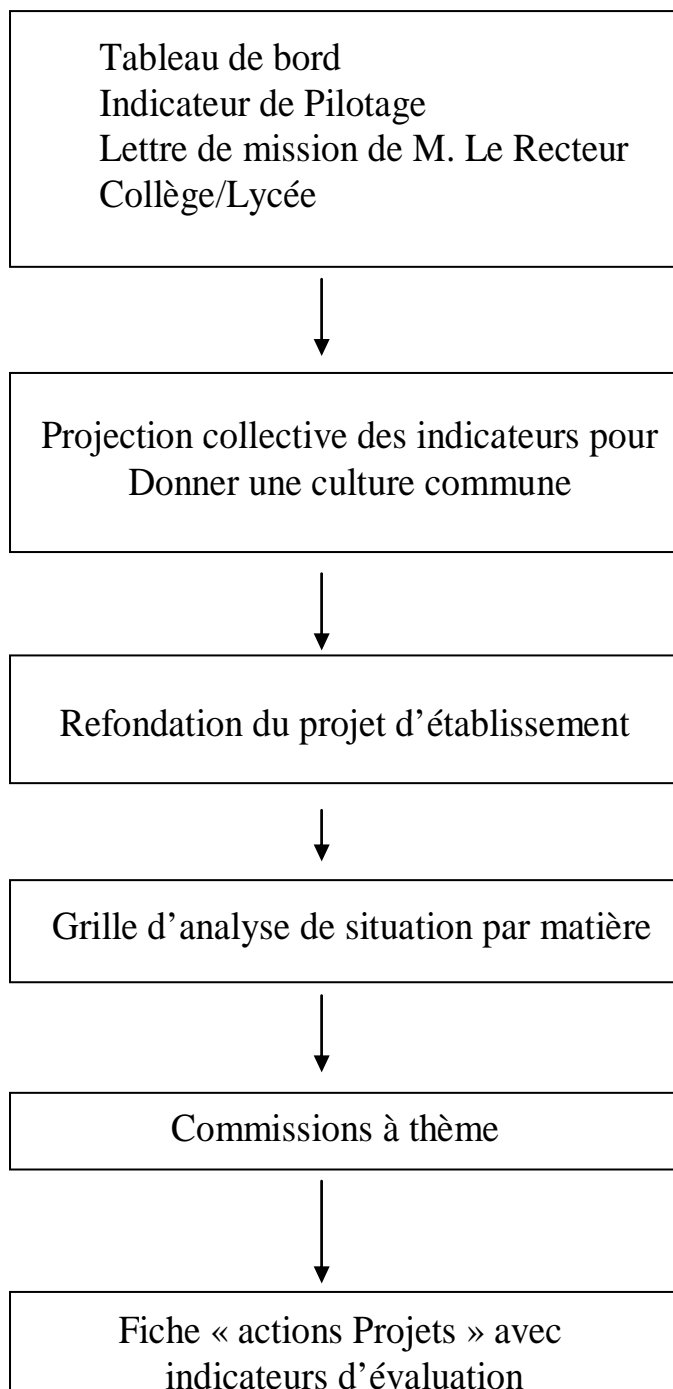 Tableau de bord
Indicateur de Pilotage
Lettre de mission de M. Le Recteur
Collège/Lycée
Projection collective des indicateurs pour
Donner une culture commune
Refondation du projet d’établissement
Grille d’analyse de situation par matière
Commissions à thème
Fiche « actions Projets » avec
indicateurs d’évaluation